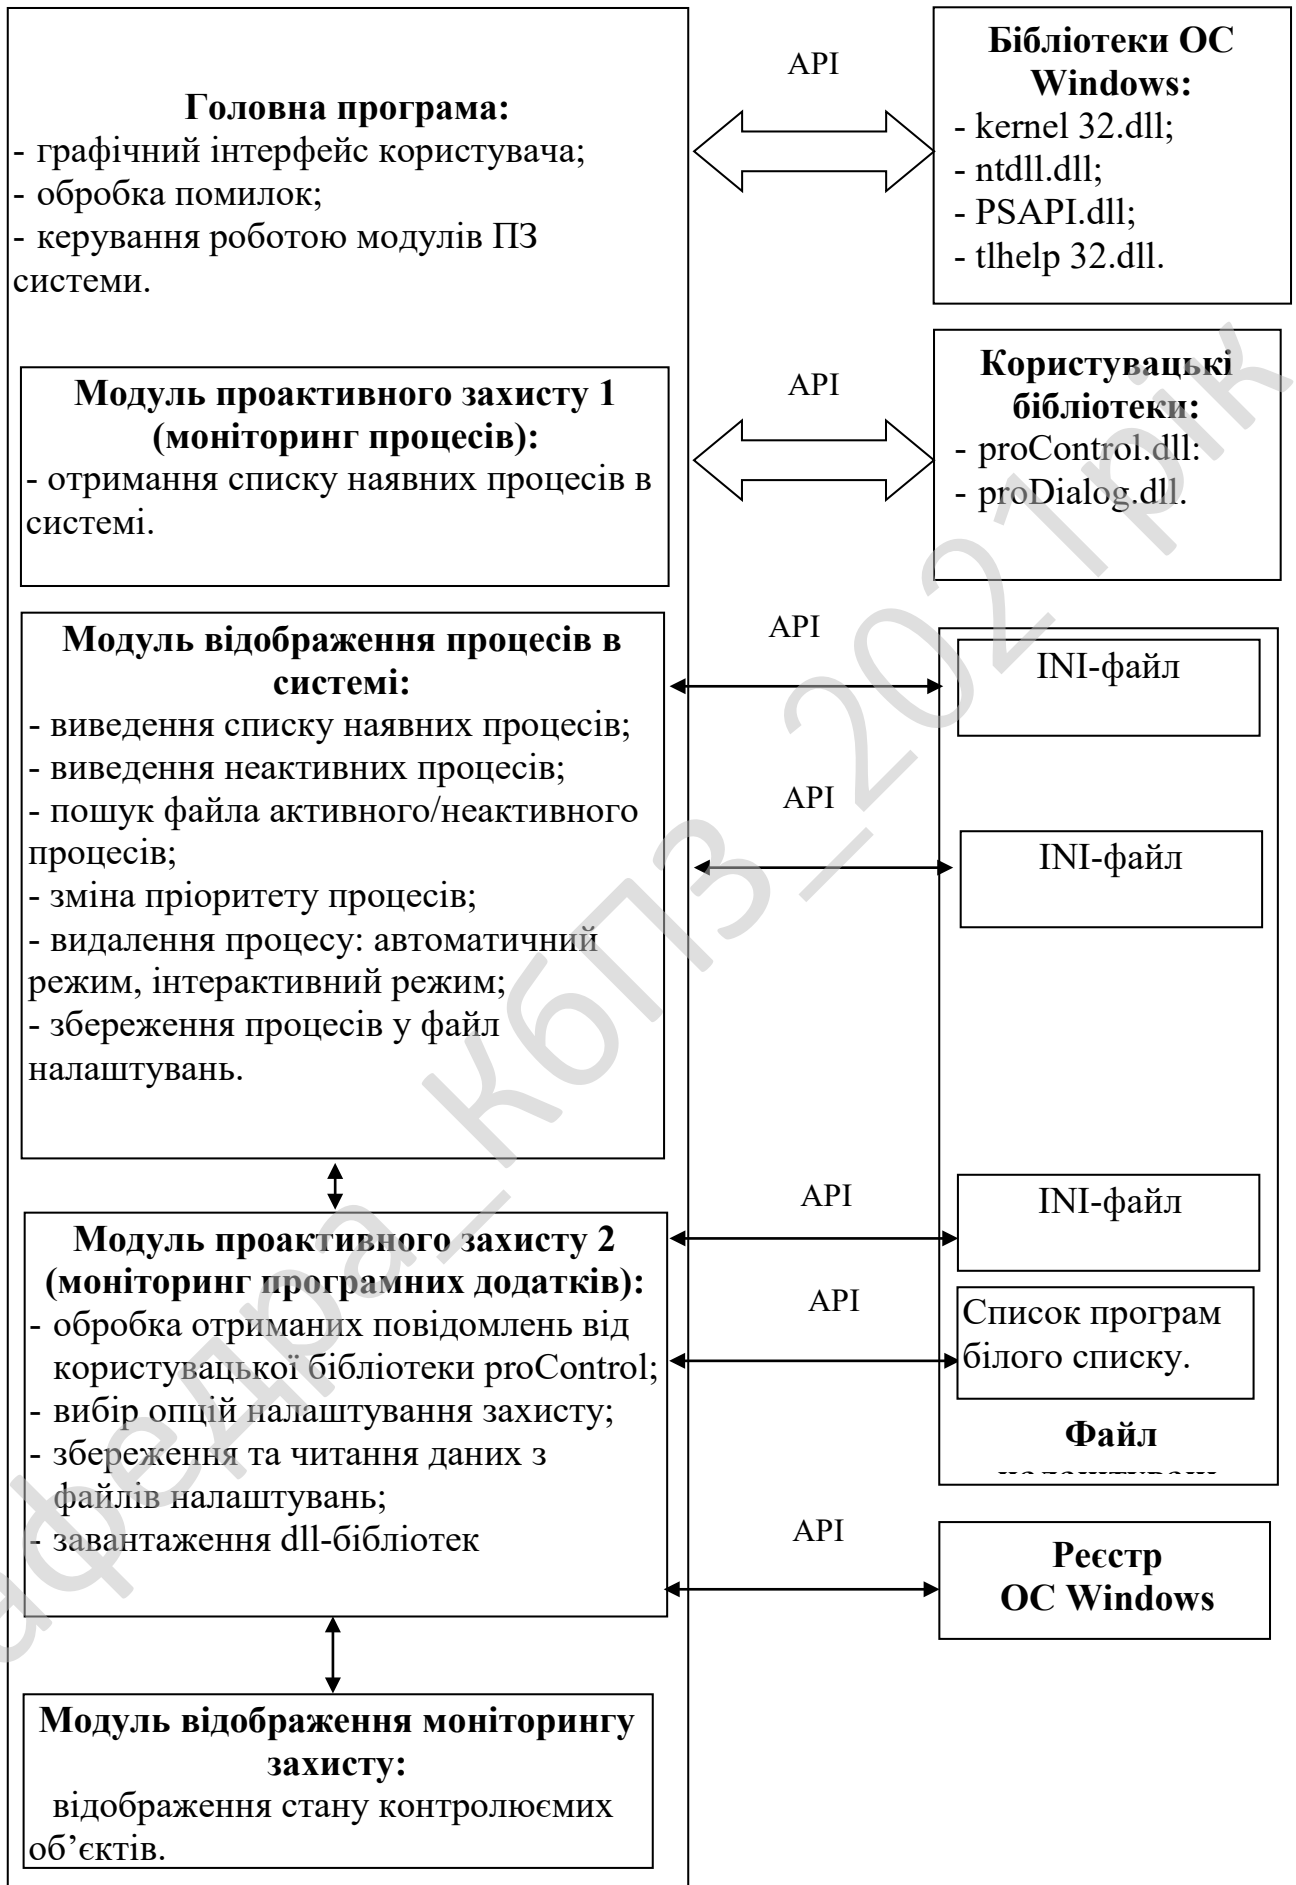 Головна програма:
- графічний інтерфейс користувача;
- обробка помилок;
- керування роботою модулів ПЗ
системи.
API
Бібліотеки ОС
Windows:
- kernel 32.dll;
- ntdll.dll;
- PSAPI.dll;
- tlhelp 32.dll.
Модуль проактивного захисту 1
(моніторинг процесів):
- отримання списку наявних процесів в
системі.
API
Користувацькі
бібліотеки:
- proControl.dll:
- proDialog.dll.
Модуль відображення процесів в
системі:
- виведення списку наявних процесів;
- виведення неактивних процесів;
- пошук файла активного/неактивного
процесів;
- зміна пріоритету процесів;
- видалення процесу: автоматичний
режим, інтерактивний режим;
- збереження процесів у файл
налаштувань.
API
INI-файл
API
INI-файл
Модуль проактивного захисту 2
(моніторинг програмних додатків):
- обробка отриманих повідомлень від
користувацької бібліотеки proControl;
- вибір опцій налаштування захисту;
- збереження та читання даних з
файлів налаштувань;
- завантаження dll-бібліотек
API
INI-файл
API
Список програм
білого списку.
Файл
API
Реєстр
ОС Windows
Модуль відображення моніторингу
захисту:
відображення стану контролюємих
об’єктів.
афедра_КбПЗ_2021рік